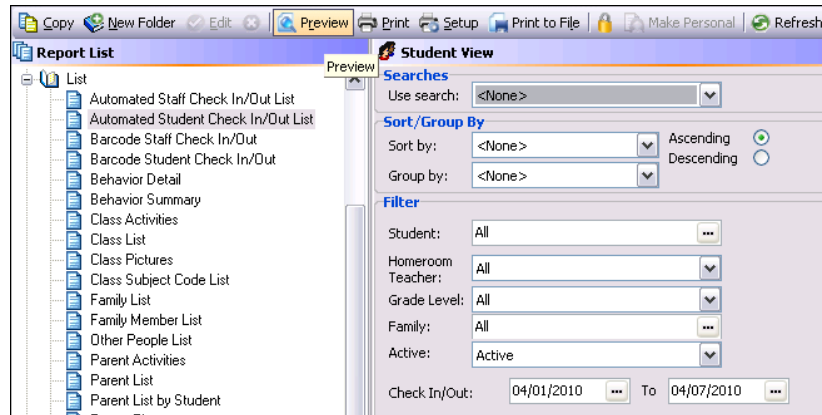 Copy New Folder Edit Preview Print Setup Print to File Make Personal Refresh
Report List
Preview
List
Automated Staff Check In/Out List
Automated Student Check In/Out List
Barcode Staff Check In/Out
Barcode Student Check In/Out
Behavior Detail
Behavior Summary
Class Activities
Class List
Class Pictures
Class Subject Code List
Family List
Family Member List
Other People List
Parent Activities
Parent List
Parent List by Student
Student View
Searches
Use search: <None>
Sort/Group By
Sort by: <None> Ascending
Descending
Group by: <None>
Filter
Student: All
Homeroom
Teacher: All
Grade Level: All
Family: All
Active: Active
Check In/Out: 04/01/2010 ... To 04/07/2010 ...